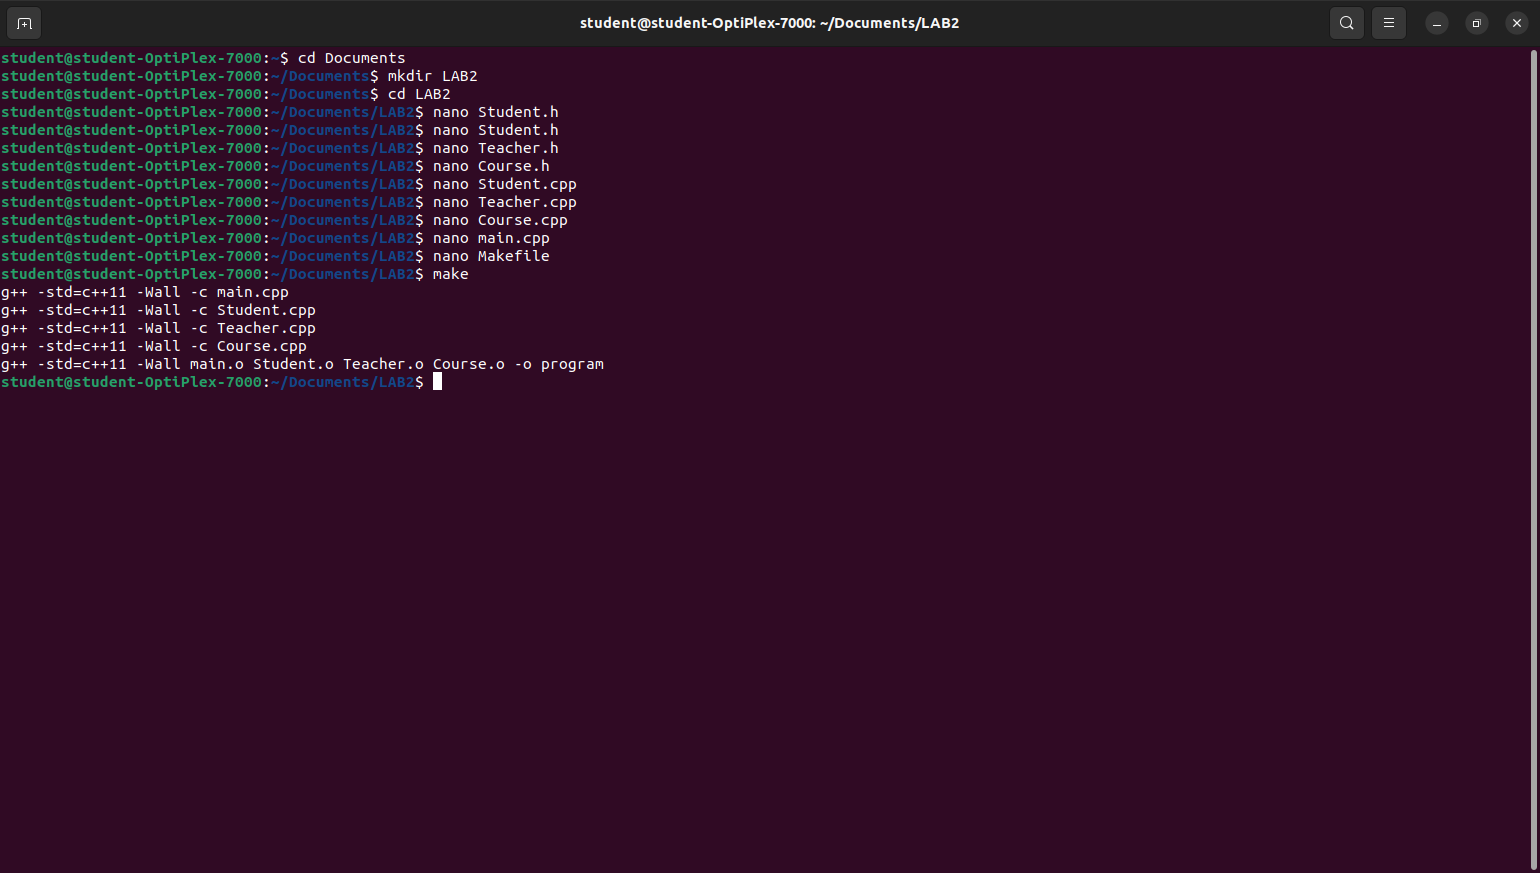 student@student-OptiPlex-7000: ~/Documents/LAB2
student@student-OptiPlex-7000:~$ cd Documents
student@student-OptiPlex-7000:~/Documents$ mkdir LAB2
student@student-OptiPlex-7000:~/Documents$ cd LAB2
student@student-OptiPlex-7000:~/Documents/LAB2$ nano Student.h
student@student-OptiPlex-7000:~/Documents/LAB2$ nano Student.h
student@student-OptiPlex-7000:~/Documents/LAB2$ nano Teacher.h
student@student-OptiPlex-7000:~/Documents/LAB2$ nano Course.h
student@student-OptiPlex-7000:~/Documents/LAB2$ nano Student.cpp
student@student-OptiPlex-7000:~/Documents/LAB2$ nano Teacher.cpp
student@student-OptiPlex-7000:~/Documents/LAB2$ nano Course.cpp
student@student-OptiPlex-7000:~/Documents/LAB2$ nano main.cpp
student@student-OptiPlex-7000:~/Documents/LAB2$ nano Makefile
student@student-OptiPlex-7000:~/Documents/LAB2$ make
g++ -std=c++11 -Wall -c main.cpp
g++ -std=c++11 -Wall -c Student.cpp
g++ -std=c++11 -Wall -c Teacher.cpp
g++ -std=c++11 -Wall -c Course.cpp
g++ -std=c++11 -Wall main.o Student.o Teacher.o Course.o -o program
student@student-OptiPlex-7000:~/Documents/LAB2$